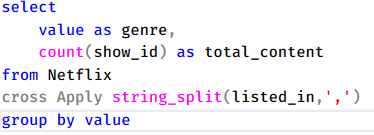 select
    value as genre,
    count(show_id) as total_content
from Netflix
cross Apply string_split(listed_in,',')
group by value